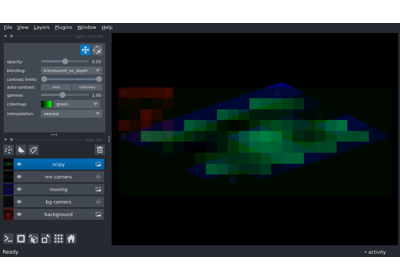 File View Layers Plugins Window Help
opacity: 0.50
blending: translucent_no_depth
contrast limits:
auto-contrast: once continuous
gamma: 1.00
colormap: green
interpolation: nearest
scipy
mv corners
moving
bg corners
background
Ready activity